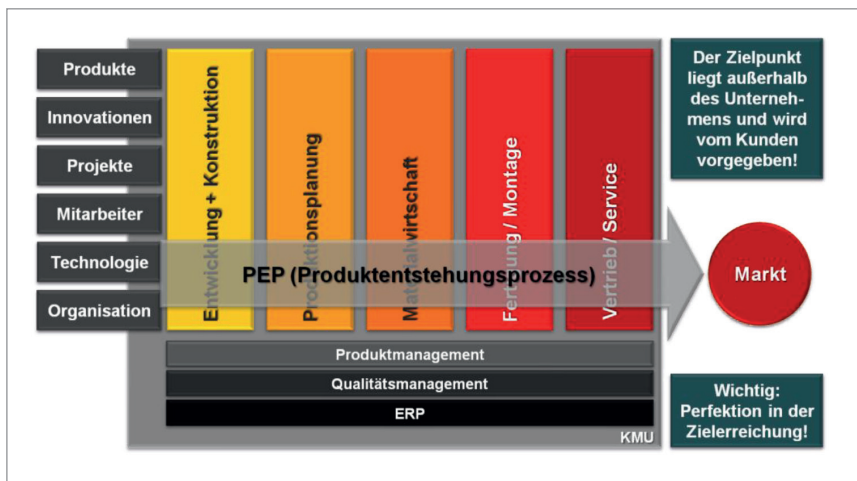 Produkte
Innovationen
Projekte
Mitarbeiter
Technologie
Organisation
Entwicklung + Konstruktion
Produktionsplanung
Materialwirtschaft
Fertigung / Montage
Vertrieb / Service
PEP (Produktentstehungsprozess)
Produktmanagement
Qualitätsmanagement
ERP
KMU
Der Zielpunkt
liegt außerhalb
des Unterneh-
mens und wird
vom Kunden
vorgegeben!
Markt
Wichtig:
Perfektion in der
Zielerreichung!